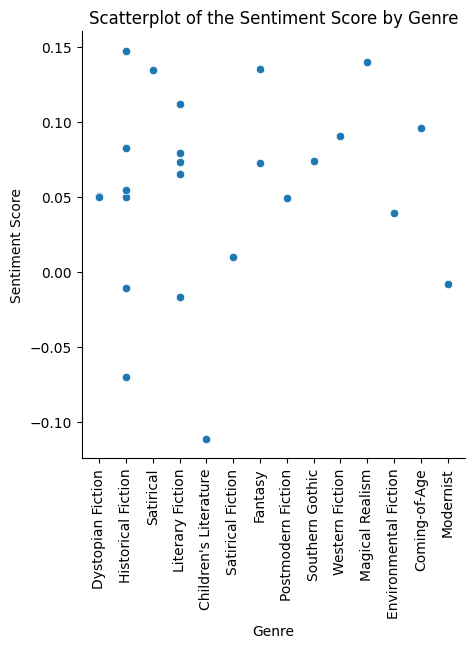 Scatterplot of the Sentiment Score by Genre
0.15
0.10
0.05
0.00
−0.05
−0.10
Sentiment Score
Dystopian Fiction
Historical Fiction
Satirical
Literary Fiction
Children's Literature
Satirical Fiction
Fantasy
Postmodern Fiction
Southern Gothic
Western Fiction
Magical Realism
Environmental Fiction
Coming-of-Age
Modernist
Genre